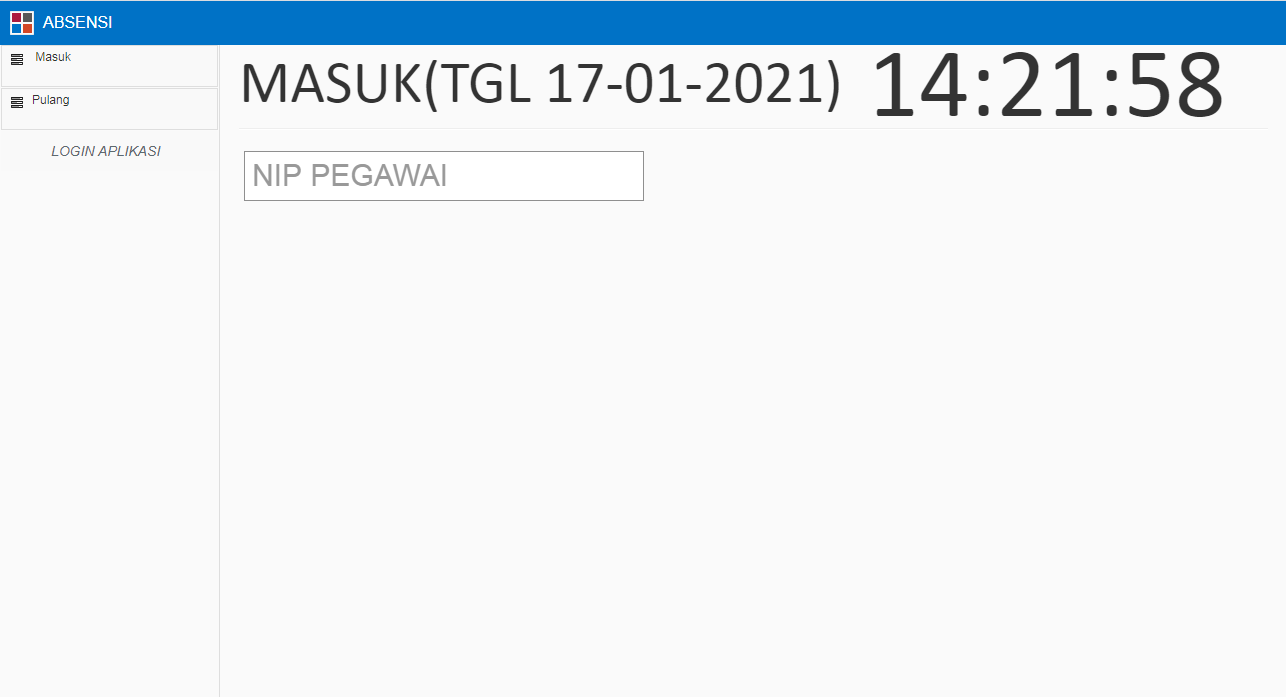 ABSENSI
Masuk
Pulang
LOGIN APLIKASI
MASUK(TGL 17-01-2021) 14:21:58
NIP PEGAWAI